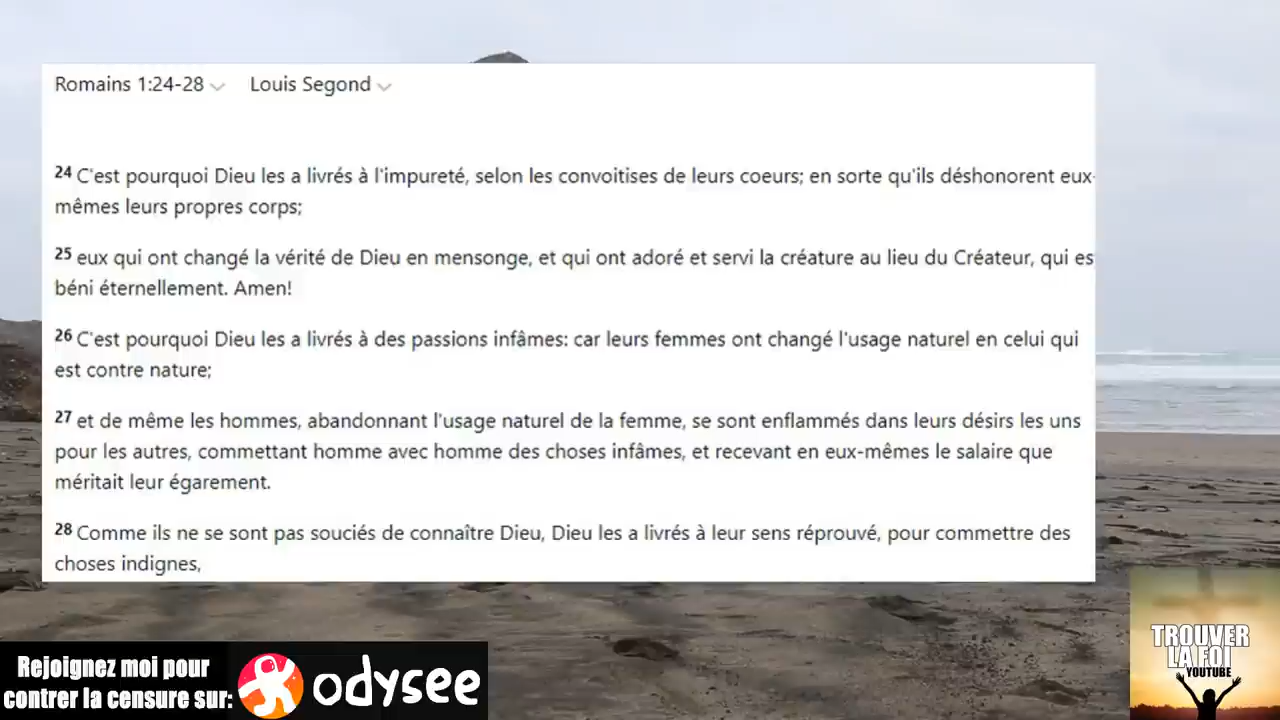 Romains 1:24-28 Louis Segond
24 C'est pourquoi Dieu les a livrés à l'impureté, selon les convoitises de leurs coeurs; en sorte qu'ils déshonorent eux-
mêmes leurs propres corps;
25 eux qui ont changé la vérité de Dieu en mensonge, et qui ont adoré et servi la créature au lieu du Créateur, qui es
béni éternellement. Amen!
26 C'est pourquoi Dieu les a livrés à des passions infâmes: car leurs femmes ont changé l'usage naturel en celui qui
est contre nature;
27 et de même les hommes, abandonnant l'usage naturel de la femme, se sont enflammés dans leurs désirs les uns
pour les autres, commettant homme avec homme des choses infâmes, et recevant en eux-mêmes le salaire que
méritait leur égarement.
28 Comme ils ne se sont pas souciés de connaître Dieu, Dieu les a livrés à leur sens réprouvé, pour commettre des
choses indignes,
Rejoignez moi pour
contrer la censure sur:
odysee
TROUVER
LA FOI
YOUTUBE